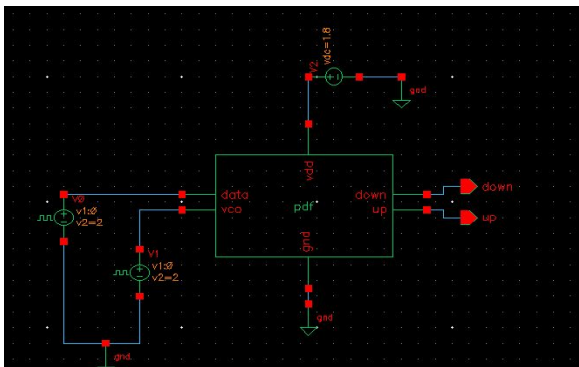 V2
vdc=1.8
gnd
vdd
data
vco
pdf
down
up
gnd
down
up
V0
v1:0
v2=2
V1
v1:0
v2=2
gnd
gnd